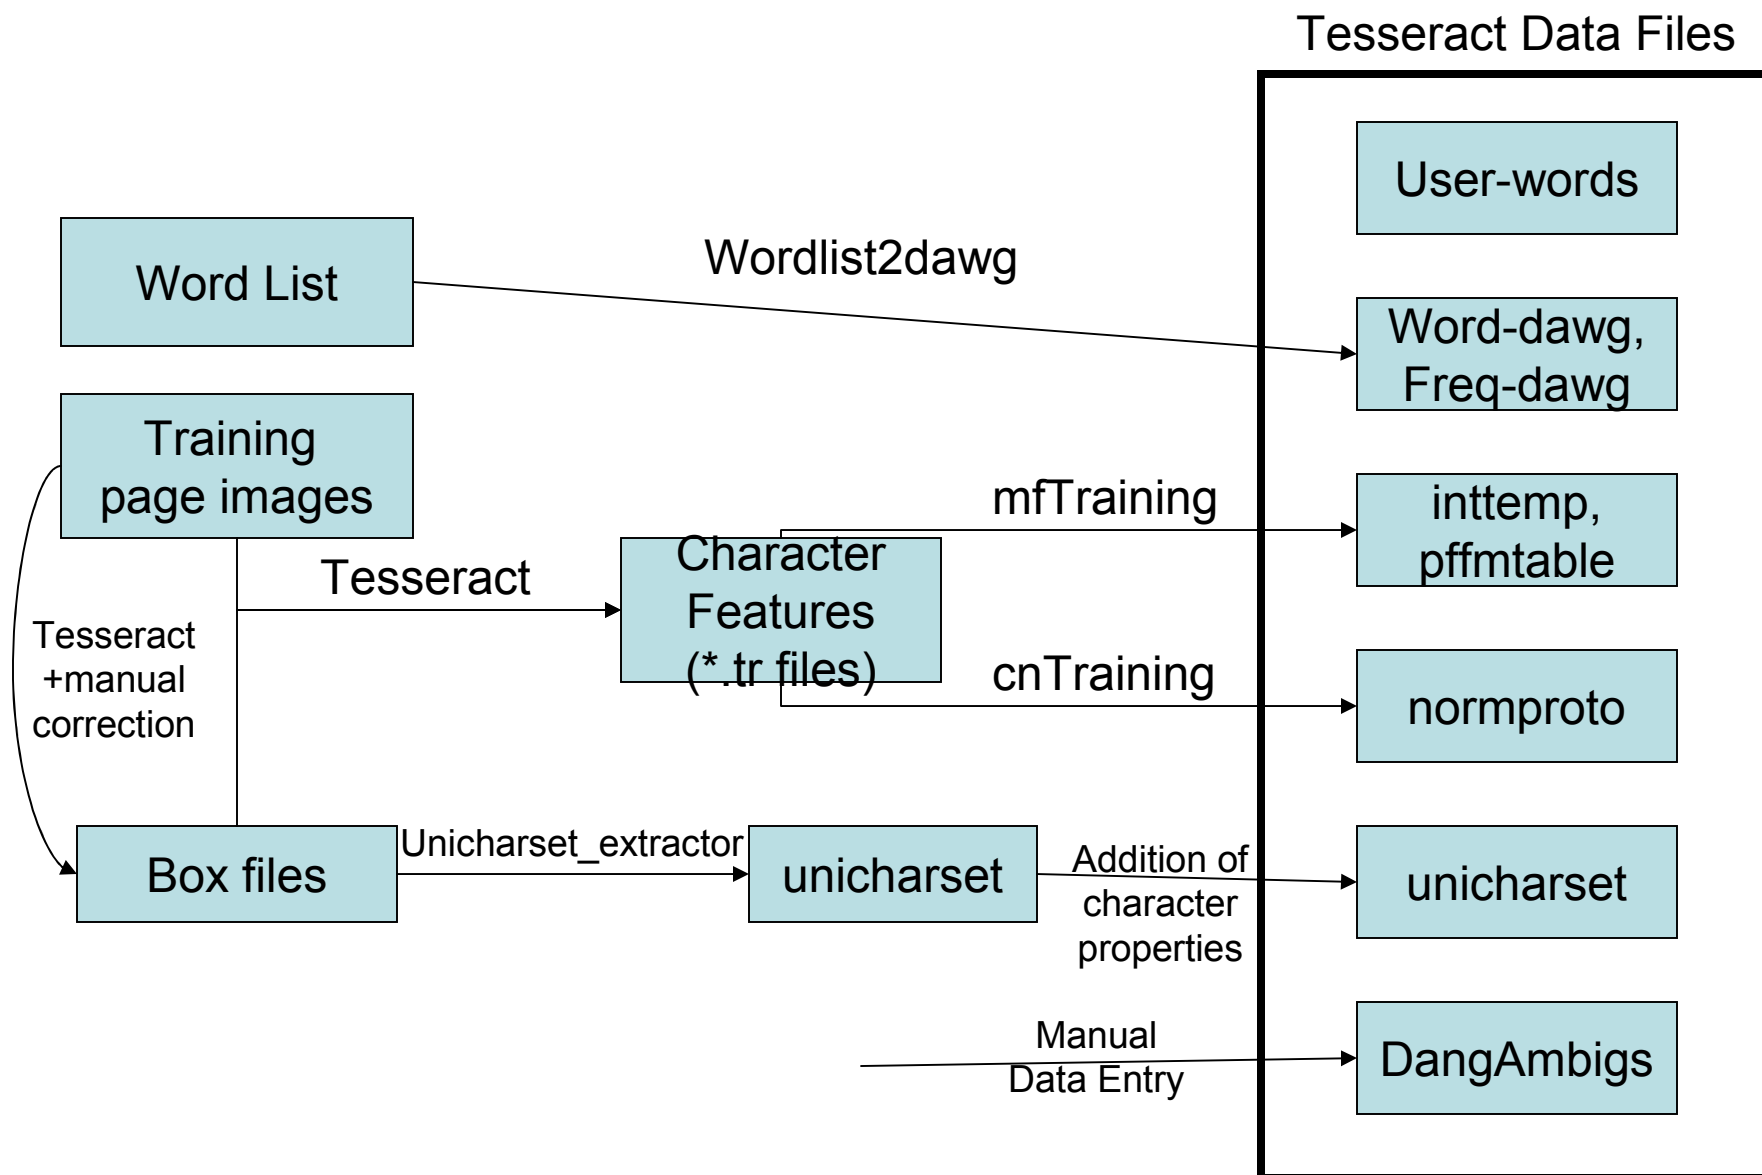 Tesseract Data Files
User-words
Word List
Wordlist2dawg
Word-dawg,
Freq-dawg
Training
page images
mfTraining
inttemp,
pffmtable
Tesseract
Character
Features
(*.tr files)
Tesseract
+manual
correction
cnTraining
normproto
Box files
Unicharset_extractor
unicharset
Addition of
character
properties
unicharset
Manual
Data Entry
DangAmbigs